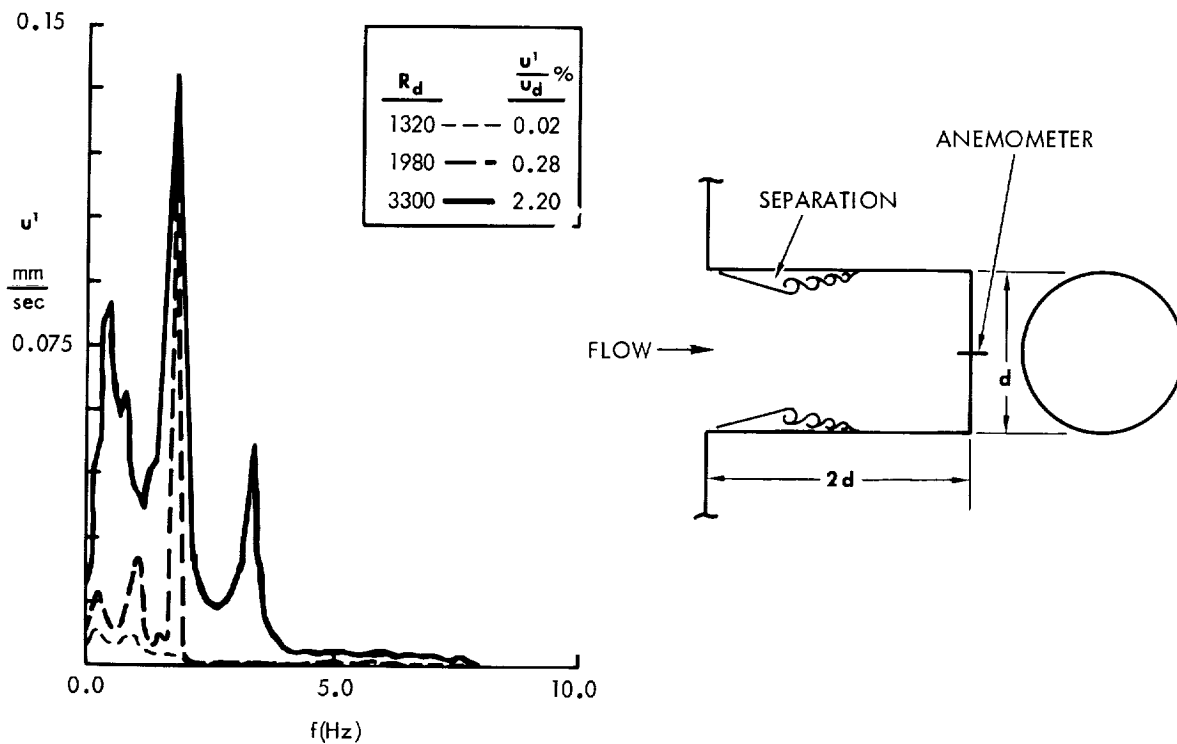 0.15
u'
mm
sec
0.075
0.0
5.0
10.0
f(Hz)
R_d
u'
u_d %
1320 0.02
1980 0.28
3300 2.20
ANEMOMETER
SEPARATION
FLOW
d
2d